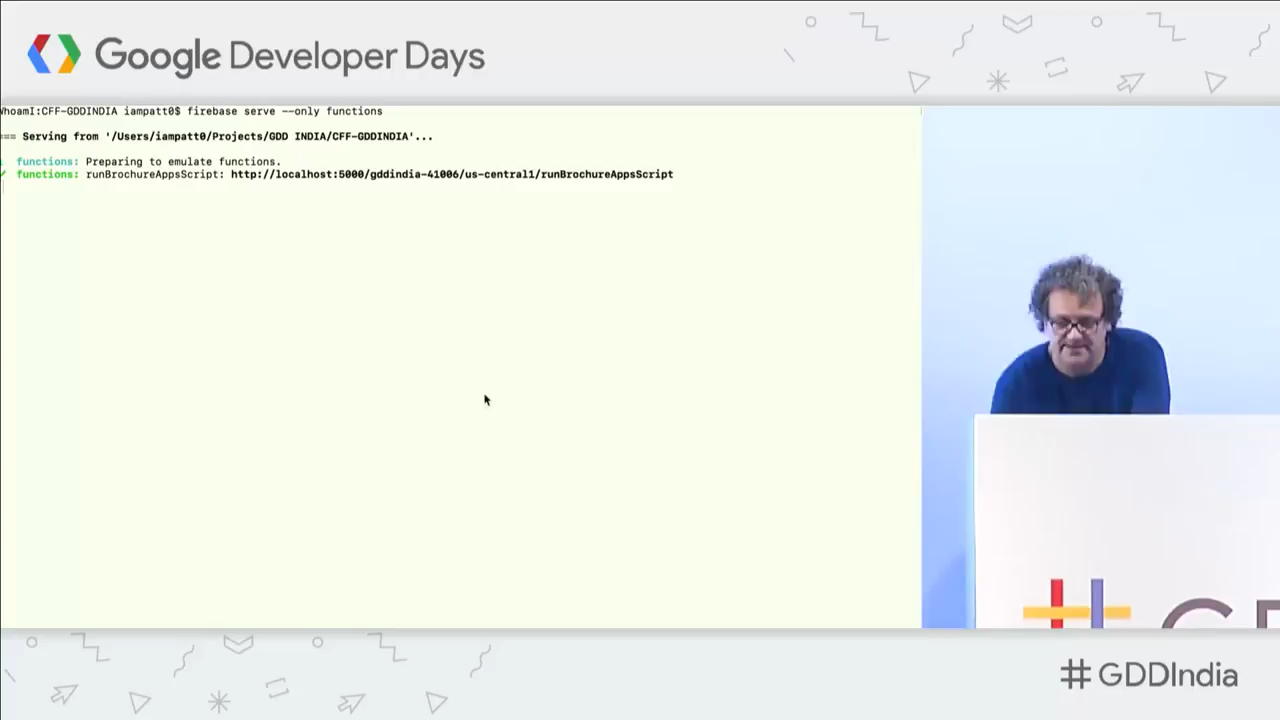 Google Developer Days
WhoamI:CFF-GDDINDIA iampatt0$ firebase serve --only functions
=== Serving from '/Users/iampatt0/Projects/GDD INDIA/CFF-GDDINDIA'...
functions: Preparing to emulate functions.
✔ functions: runBrochureAppsScript: http://localhost:5000/gddindia-41006/us-central1/runBrochureAppsScript
#GD
#GDDIndia